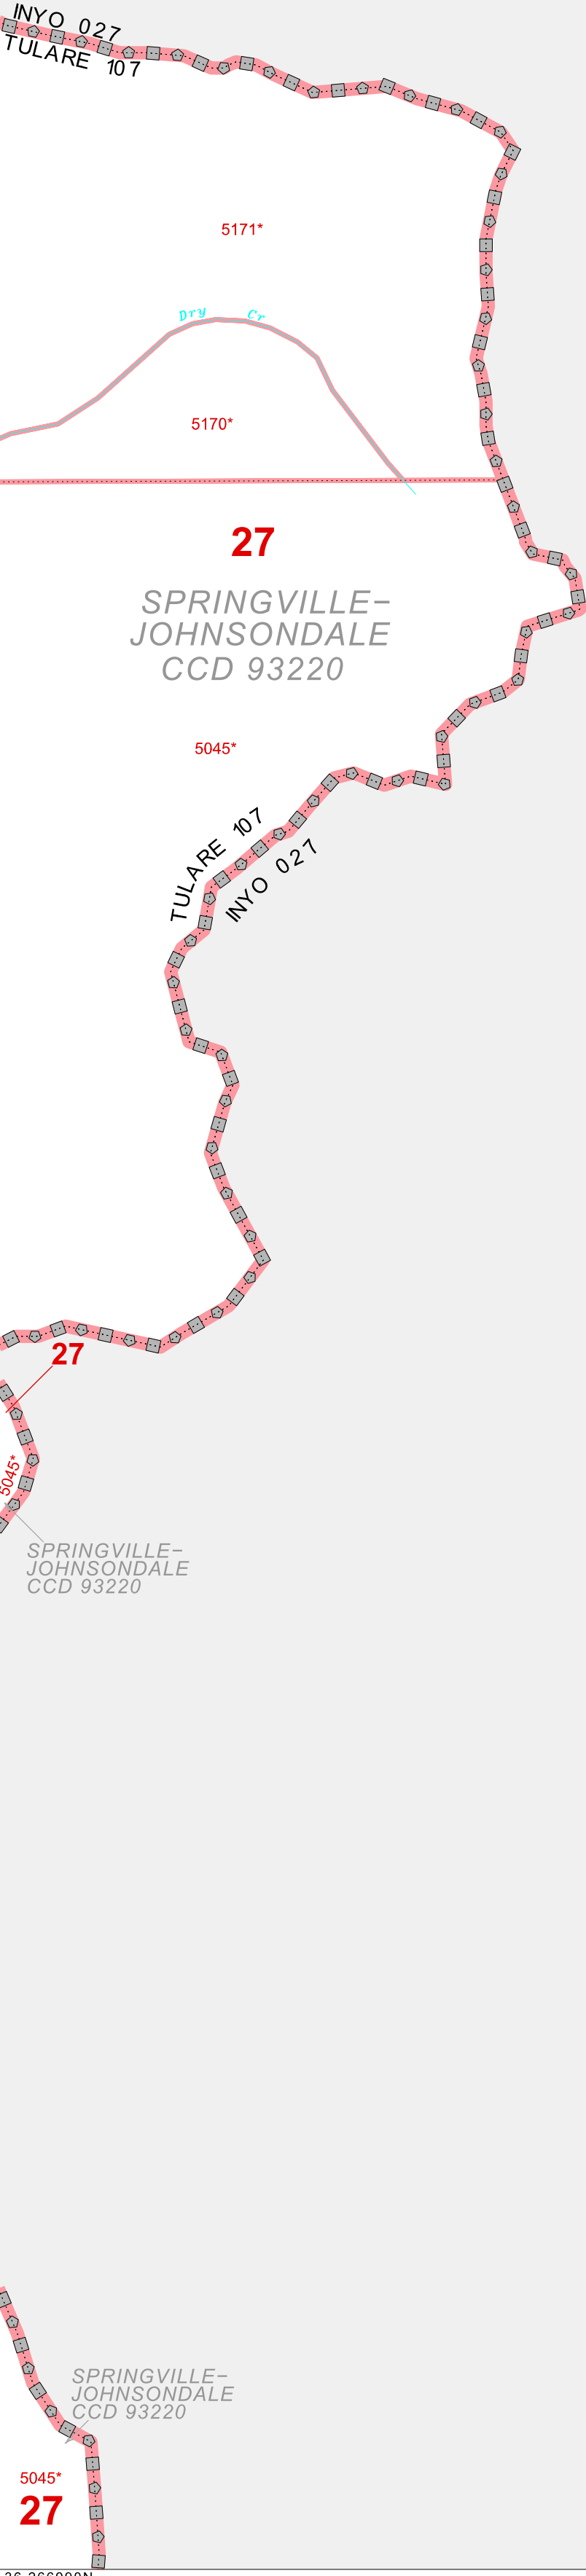 INYO 027
TULARE 107
5171*
Dry Cr
5170*
27
SPRINGVILLE-
JOHNSONDALE
CCD 93220
5045*
TULARE 107
INYO 027
27
5045*
SPRINGVILLE-
JOHNSONDALE
CCD 93220
SPRINGVILLE-
JOHNSONDALE
CCD 93220
5045*
27